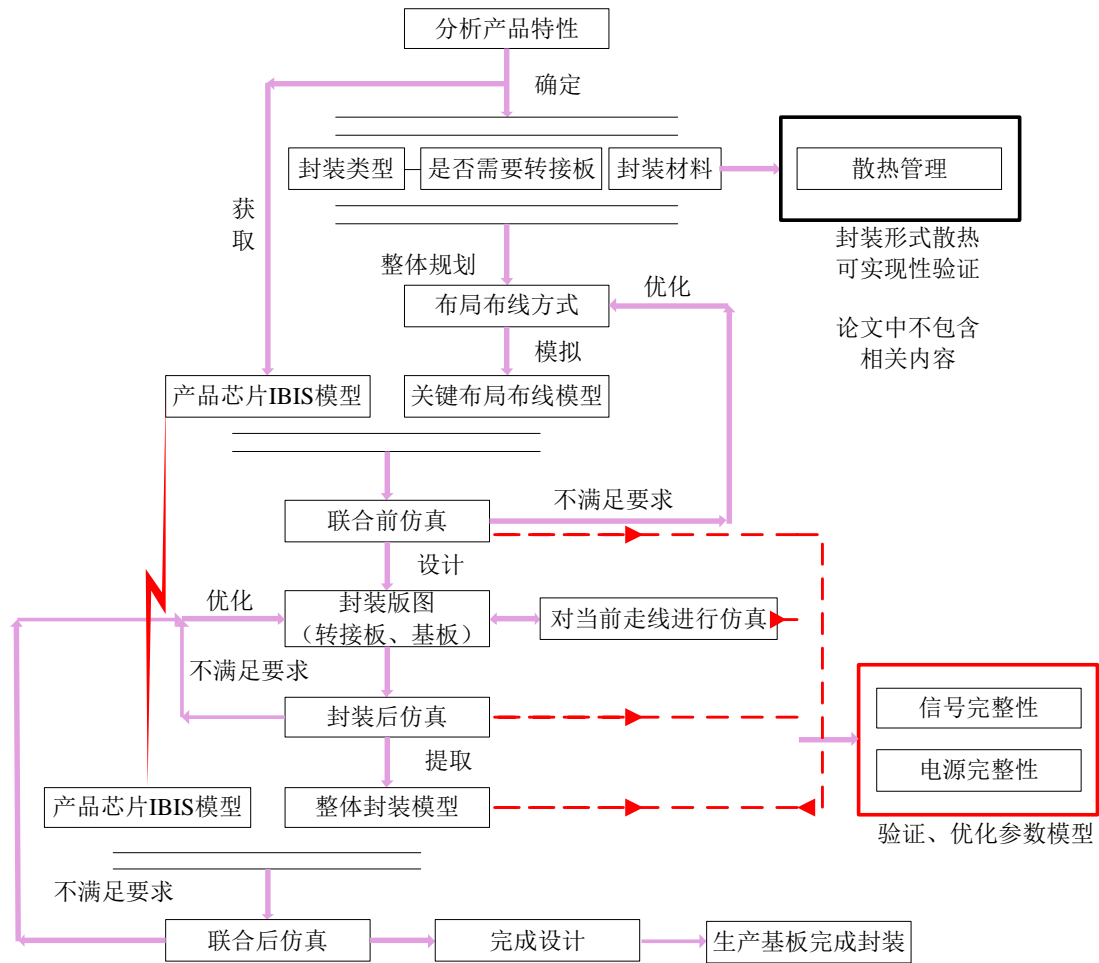 分析产品特性
确定
封装类型
是否需要转接板
封装材料
散热管理
获
取
封装形式散热
可实现性验证
整体规划
布局布线方式
优化
论文中不包含
相关内容
模拟
产品芯片IBIS模型
关键布局布线模型
联合前仿真
不满足要求
设计
优化
封装版图
（转接板、基板）
对当前走线进行仿真
不满足要求
封装后仿真
信号完整性
提取
电源完整性
产品芯片IBIS模型
整体封装模型
验证、优化参数模型
不满足要求
联合后仿真
完成设计
生产基板完成封装